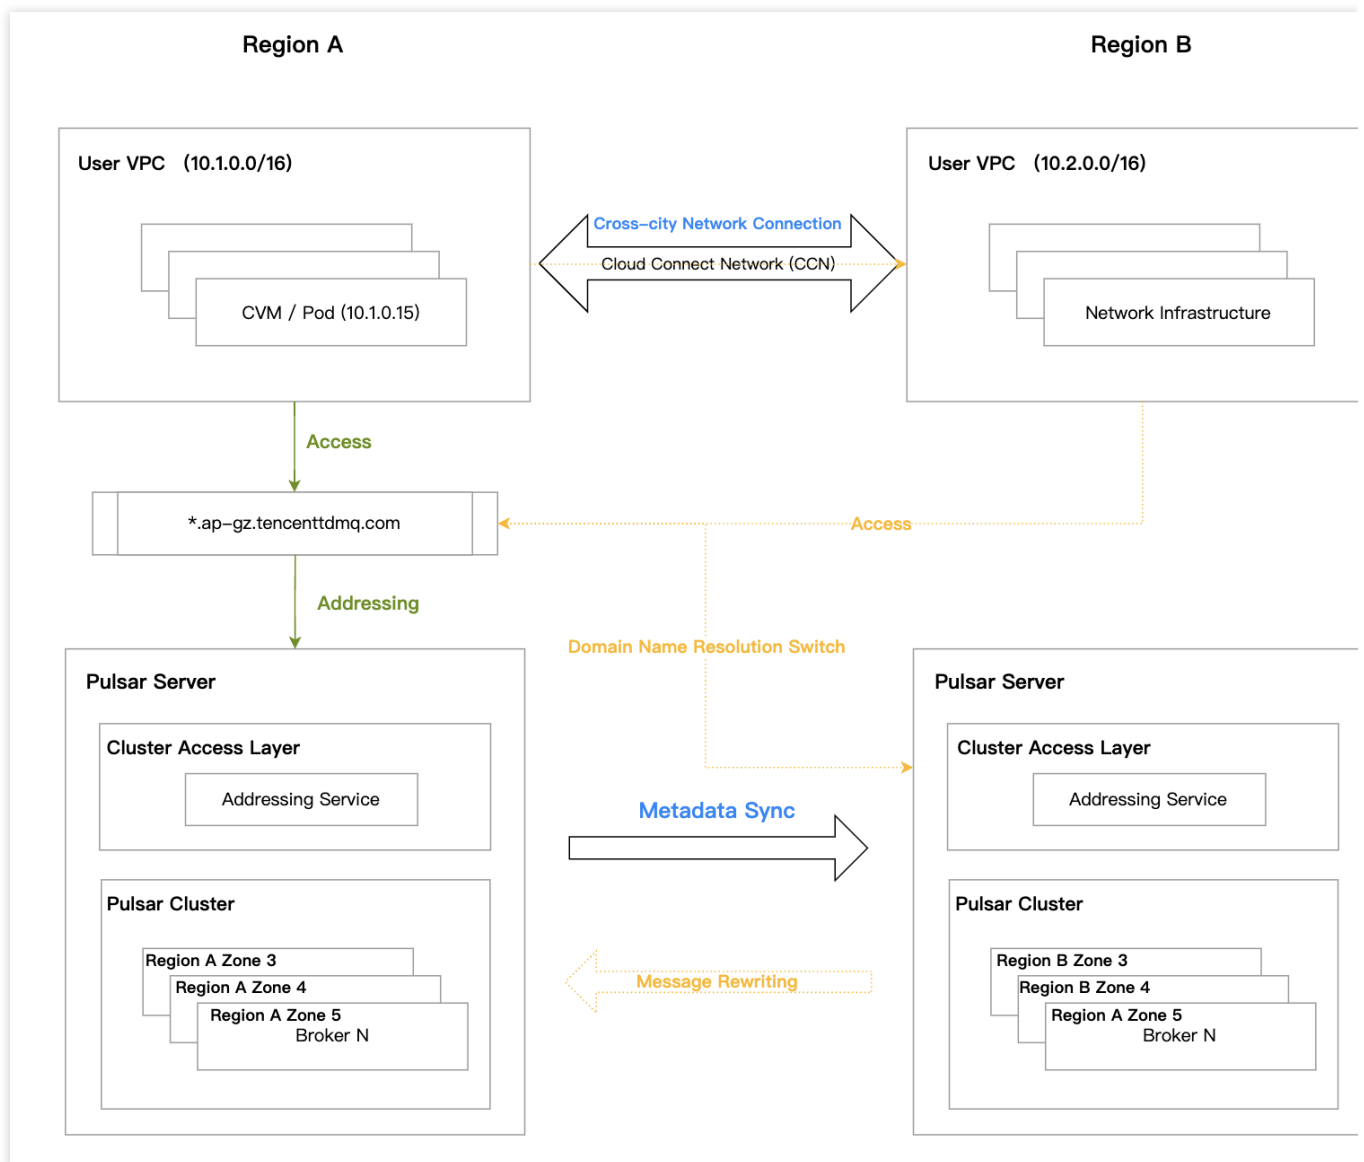 Region A
Region B
User VPC (10.1.0.0/16)
User VPC (10.2.0.0/16)
Cross-city Network Connection
Cloud Connect Network (CCN)
CVM / Pod (10.1.0.15)
Network Infrastructure
Access
*.ap-gz.tencenttdmq.com
Access
Addressing
Domain Name Resolution Switch
Pulsar Server
Pulsar Server
Cluster Access Layer
Cluster Access Layer
Addressing Service
Addressing Service
Metadata Sync
Pulsar Cluster
Pulsar Cluster
Region A Zone 3
Region A Zone 4
Region A Zone 5
Broker N
Message Rewriting
Region B Zone 3
Region B Zone 4
Region A Zone 5
Broker N